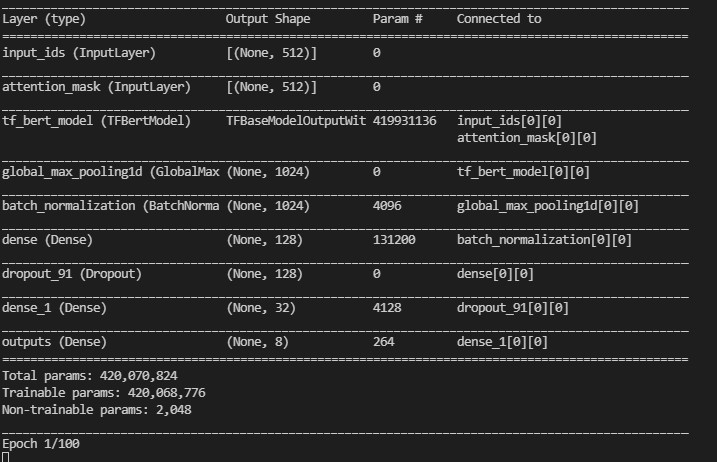 Layer (type) Output Shape Param # Connected to
input_ids (InputLayer) [(None, 512)] 0
attention_mask (InputLayer) [(None, 512)] 0
tf_bert_model (TFBertModel) TFBaseModelOutputWit 419931136 input_ids[0][0]
attention_mask[0][0]
global_max_pooling1d (GlobalMax (None, 1024) 0 tf_bert_model[0][0]
batch_normalization (BatchNorma (None, 1024) 4096 global_max_pooling1d[0][0]
dense (Dense) (None, 128) 131200 batch_normalization[0][0]
dropout_91 (Dropout) (None, 128) 0 dense[0][0]
dense_1 (Dense) (None, 32) 4128 dropout_91[0][0]
outputs (Dense) (None, 8) 264 dense_1[0][0]
Total params: 420,070,824
Trainable params: 420,068,776
Non-trainable params: 2,048
Epoch 1/100